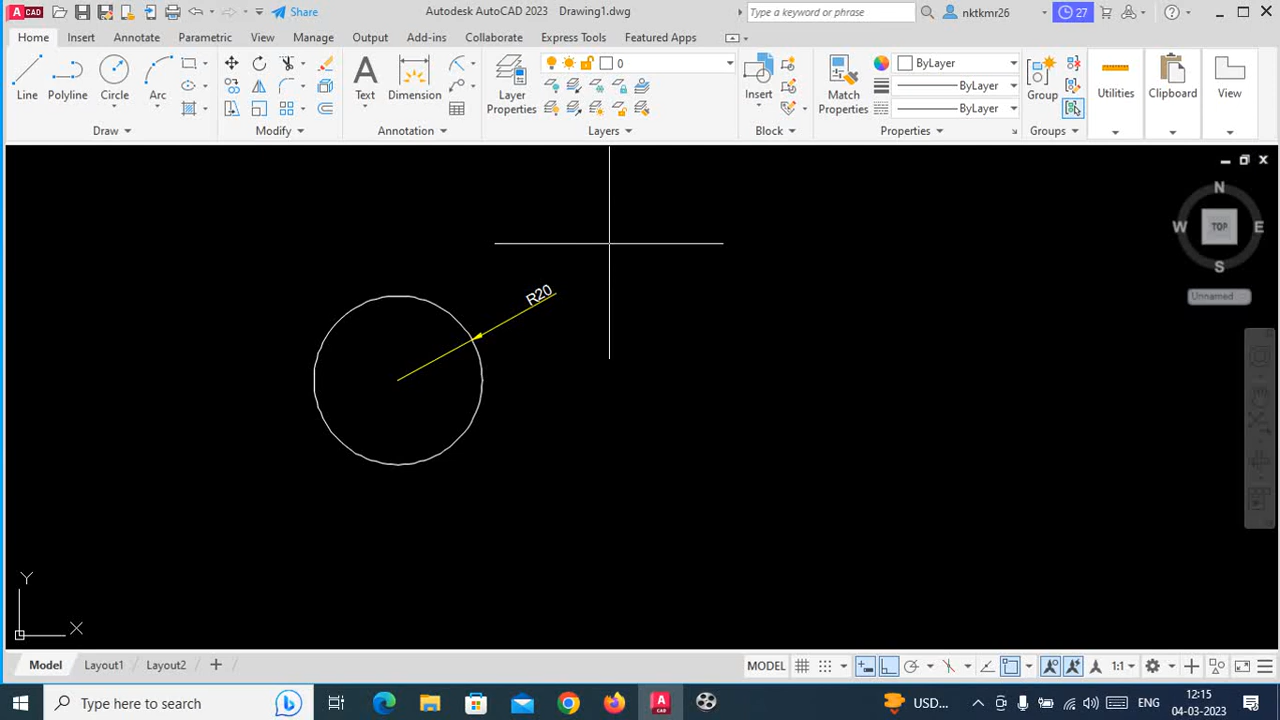 CAD
Share
Autodesk AutoCAD 2023 Drawing1.dwg
Type a keyword or phrase
nktkmr26
27
Home Insert Annotate Parametric View Manage Output Add-ins Collaborate Express Tools Featured Apps
Line Polyline Circle Arc
Text Dimension
Layer Properties
0
Insert
Match Properties
ByLayer
ByLayer
ByLayer
Group
Utilities
Clipboard
View
Draw Modify Annotation Layers Block Properties Groups
N
W TOP E
S
Unnamed
R20
Y
X
Model Layout1 Layout2
MODEL 1:1
Type here to search
CAD
USD...
ENG
12:15
04-03-2023